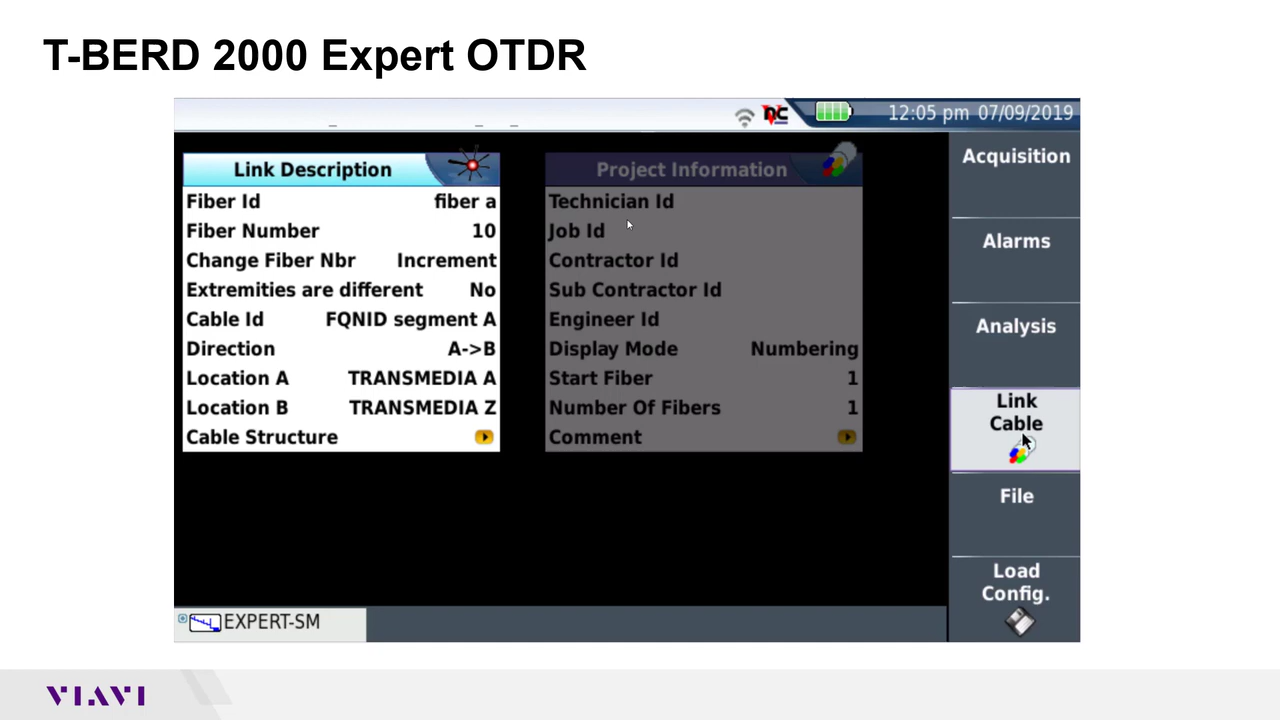 T-BERD 2000 Expert OTDR
12:05 pm 07/09/2019
Link Description
Fiber Id fiber a
Fiber Number 10
Change Fiber Nbr Increment
Extremities are different No
Cable Id FQNID segment A
Direction A->B
Location A TRANSMEDIA A
Location B TRANSMEDIA Z
Cable Structure
Project Information
Technician Id
Job Id
Contractor Id
Sub Contractor Id
Engineer Id
Display Mode Numbering
Start Fiber 1
Number Of Fibers 1
Comment
Acquisition
Alarms
Analysis
Link
Cable
File
Load
Config.
EXPERT-SM
VIAVI